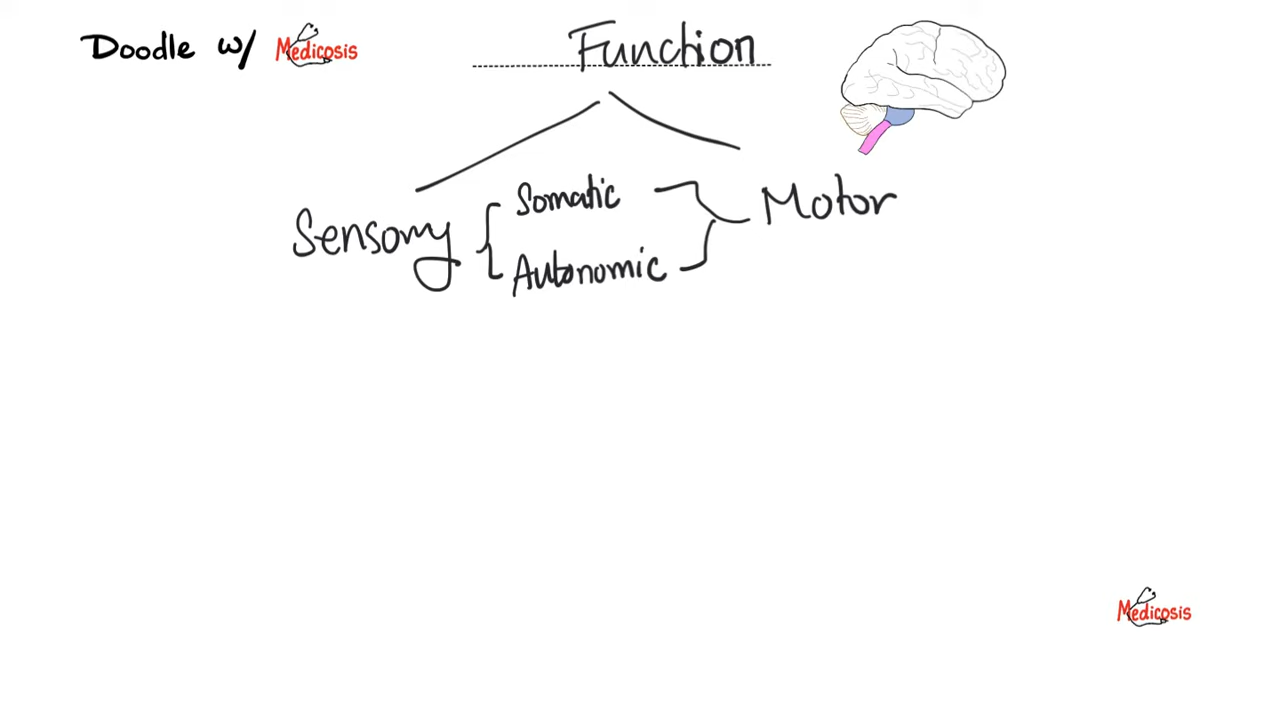 Doodle w/ Medicosis
Function
Sensory
Somatic
Autonomic
Motor
Medicosis